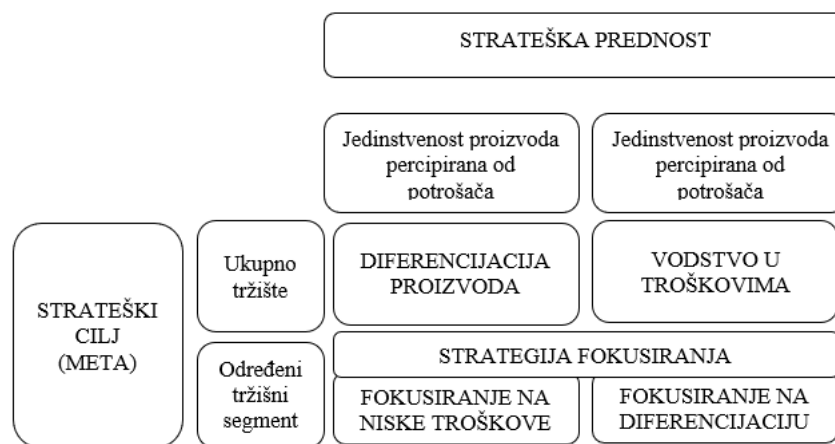 STRATEŠKA PREDNOST
Jedinstvenost proizvoda
percipirana od
potrošača
Jedinstvenost proizvoda
percipirana od
potrošača
STRATEŠKI
CILJ
(META)
Ukupno
tržište
DIFERENCIJACIJA
PROIZVODA
VODSTVO U
TROŠKOVIMA
Određeni
tržišni
segment
STRATEGIJA FOKUSIRANJA
FOKUSIRANJE NA
NISKE TROŠKOVE
FOKUSIRANJE NA
DIFERENCIJACIJU